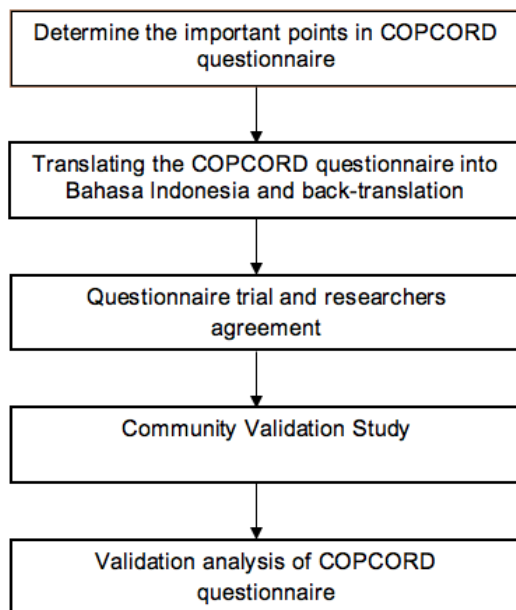 Determine the important points in COPCORD
questionnaire
Translating the COPCORD questionnaire into
Bahasa Indonesia and back-translation
Questionnaire trial and researchers
agreement
Community Validation Study
Validation analysis of COPCORD
questionnaire